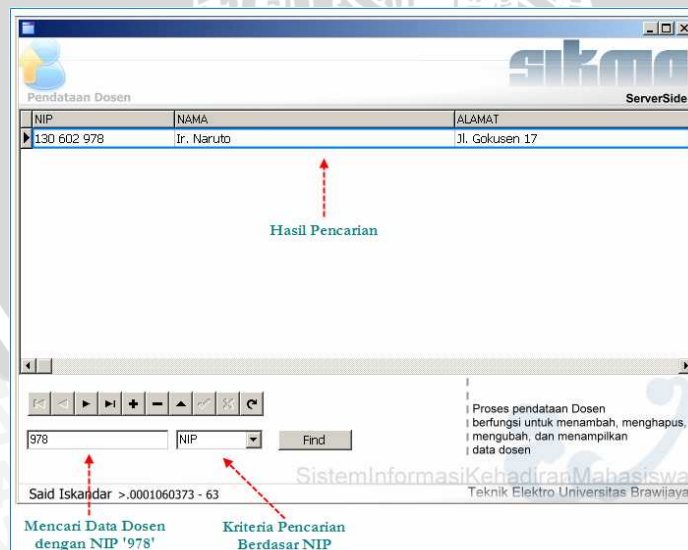 sikma
Pendataan Dosen
ServerSide
NIP NAMA ALAMAT
130 602 978 Ir. Naruto Jl. Gokusen 17
Hasil Pencarian
Proses pendataan Dosen
berfungsi untuk menambah, menghapus,
mengubah, dan menampilkan
data dosen
978 NIP Find
SistemInformasiKehadiranMahasiswa
Said Iskandar >.0001060373 - 63 Teknik Elektro Universitas Brawijaya
Mencari Data Dosen
dengan NIP '978'
Kriteria Pencarian
Berdasar NIP